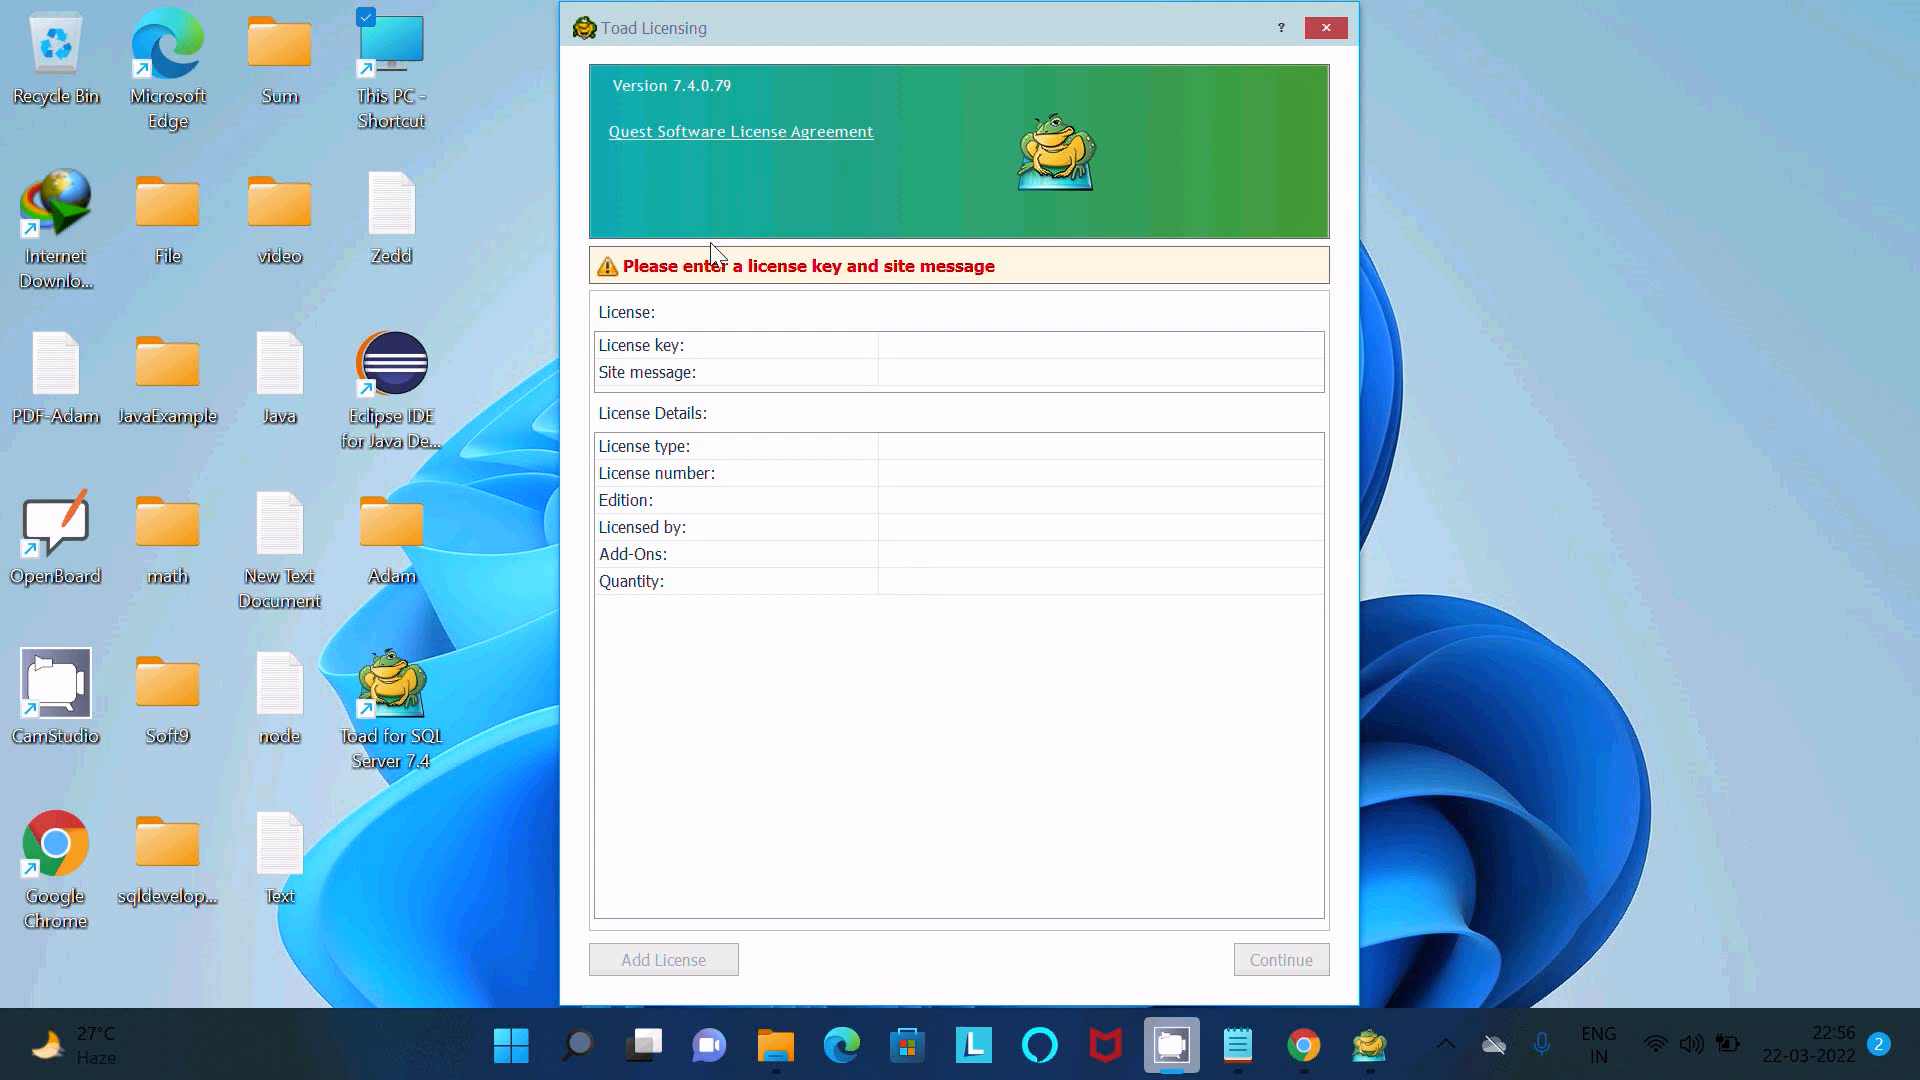 Recycle Bin
Microsoft
Edge
Sum
This PC -
Shortcut
Internet
Downlo...
File
video
Zedd
PDF-Adam
JavaExample
Java
Eclipse IDE
for Java De...
OpenBoard
math
New Text
Document
Adam
CamStudio
Soft9
node
Toad for SQL
Server 7.4
Google
Chrome
sqldevelop...
Text
Toad Licensing
?
Version 7.4.0.79
Quest Software License Agreement
Please enter a license key and site message
License:
License key:
Site message:
License Details:
License type:
License number:
Edition:
Licensed by:
Add-Ons:
Quantity:
Add License
Continue
27°C
Haze
L
ENG
IN
22:56
22-03-2022
2